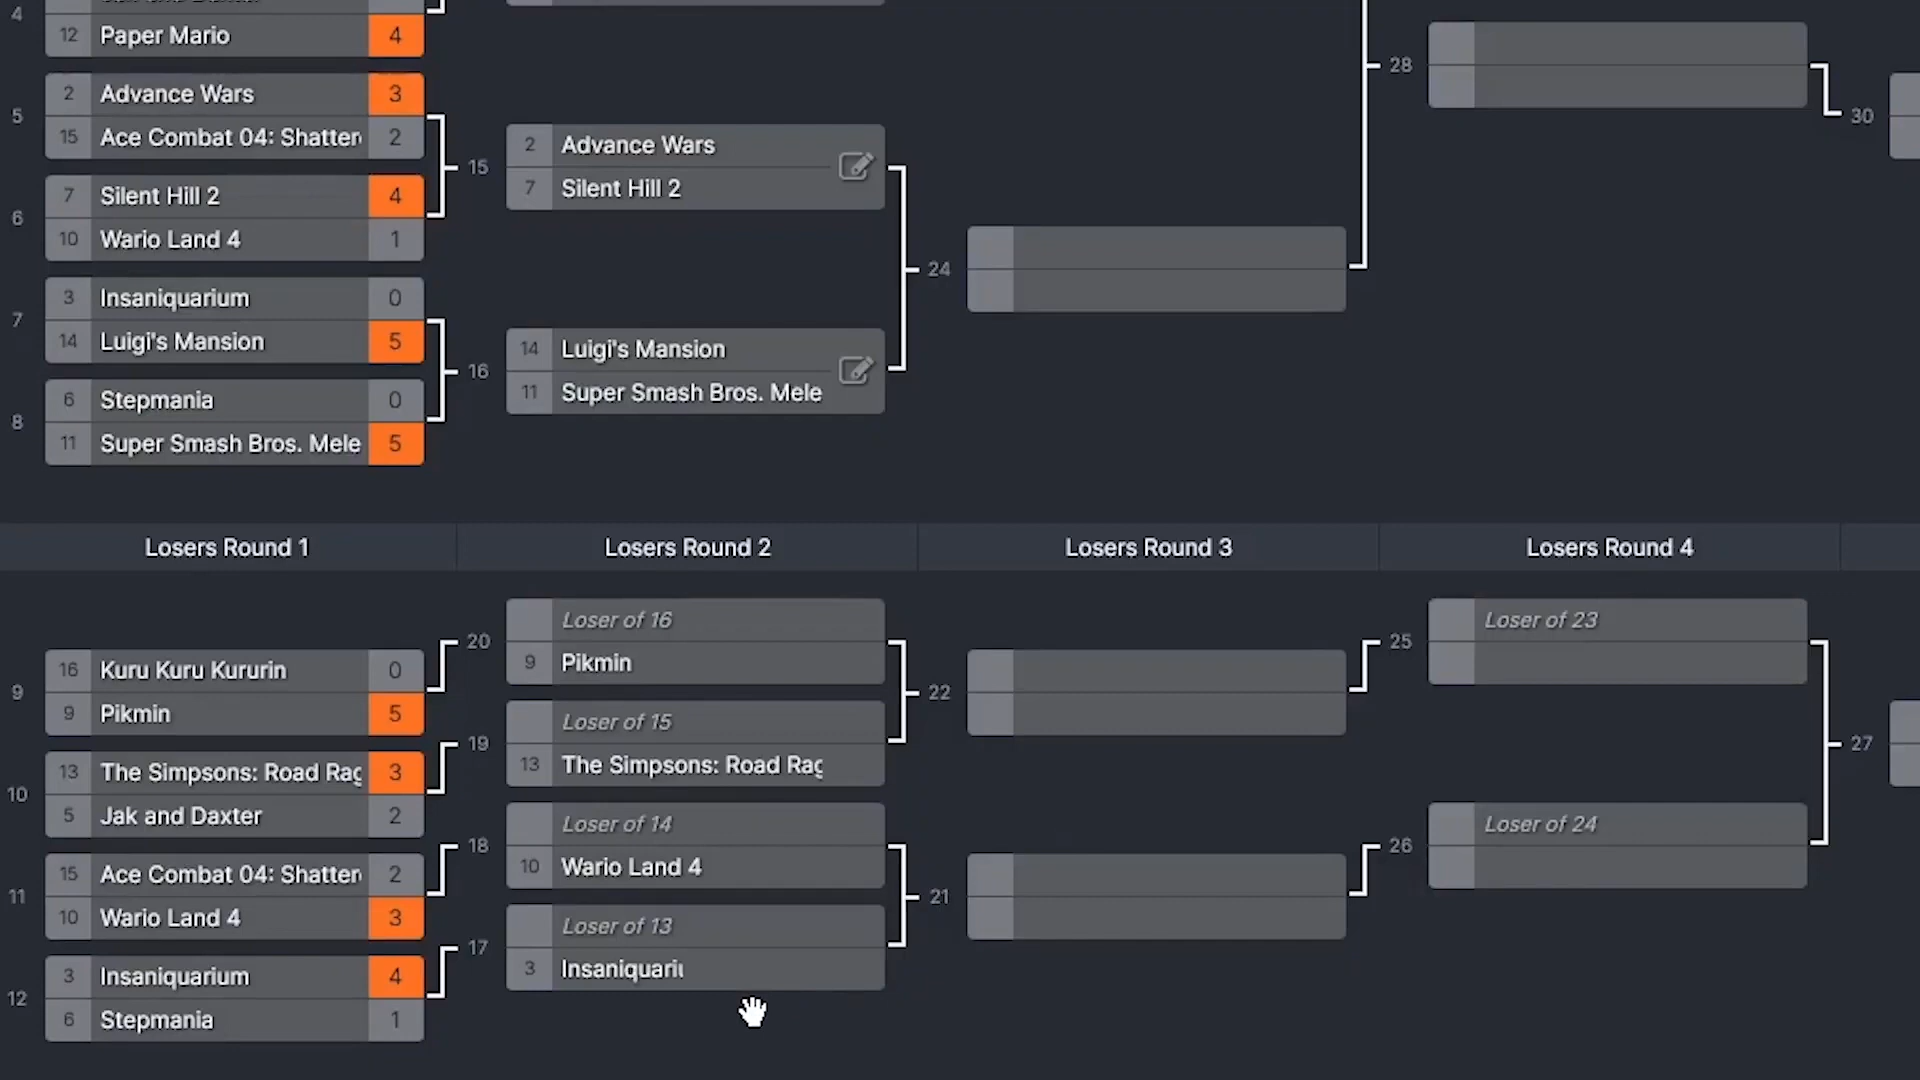 4
12 Paper Mario 4
5
2 Advance Wars 3
15 Ace Combat 04: Shatter 2
6
7 Silent Hill 2 4
10 Wario Land 4 1
7
3 Insaniquarium 0
14 Luigi's Mansion 5
8
6 Stepmania 0
11 Super Smash Bros. Mele 5
15
2 Advance Wars
7 Silent Hill 2
16
14 Luigi's Mansion
11 Super Smash Bros. Mele
24
28
30
Losers Round 1
Losers Round 2
Losers Round 3
Losers Round 4
9
16 Kuru Kuru Kururin 0
9 Pikmin 5
10
13 The Simpsons: Road Rag 3
5 Jak and Daxter 2
11
15 Ace Combat 04: Shatter 2
10 Wario Land 4 3
12
3 Insaniquarium 4
6 Stepmania 1
20
Loser of 16
9 Pikmin
19
Loser of 15
13 The Simpsons: Road Rag
18
Loser of 14
10 Wario Land 4
17
Loser of 13
3 Insaniquariu
22
21
25
Loser of 23
26
Loser of 24
27